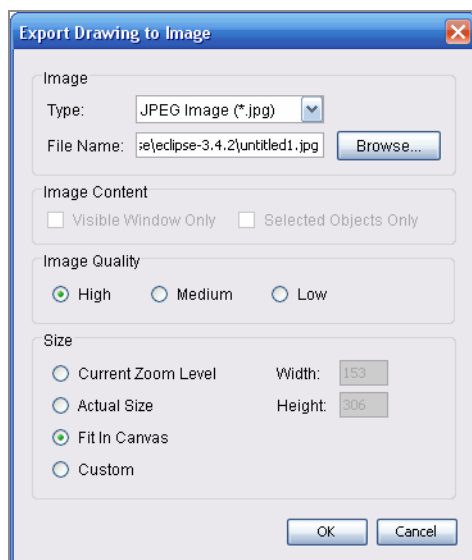 Export Drawing to Image
Image
Type: JPEG Image (*.jpg)
File Name: se\eclipse-3.4.2\untitled1.jpg Browse...
Image Content
Visible Window Only Selected Objects Only
Image Quality
High Medium Low
Size
Current Zoom Level Width: 153
Actual Size Height: 306
Fit In Canvas
Custom
OK Cancel